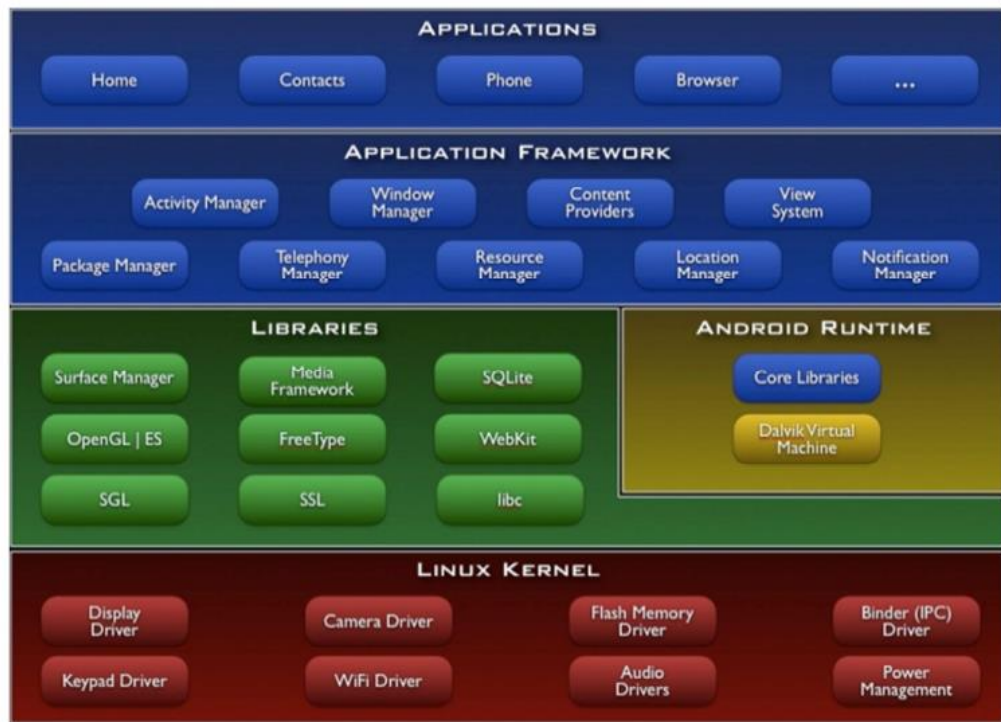 APPLICATIONS
Home
Contacts
Phone
Browser
...
APPLICATION FRAMEWORK
Activity Manager
Window
Manager
Content
Providers
View
System
Package Manager
Telephony
Manager
Resource
Manager
Location
Manager
Notification
Manager
LIBRARIES
Surface Manager
Media
Framework
SQLite
OpenGL | ES
FreeType
WebKit
SGL
SSL
libc
ANDROID RUNTIME
Core Libraries
Dalvik Virtual
Machine
LINUX KERNEL
Display
Driver
Camera Driver
Flash Memory
Driver
Binder (IPC)
Driver
Keypad Driver
WiFi Driver
Audio
Drivers
Power
Management